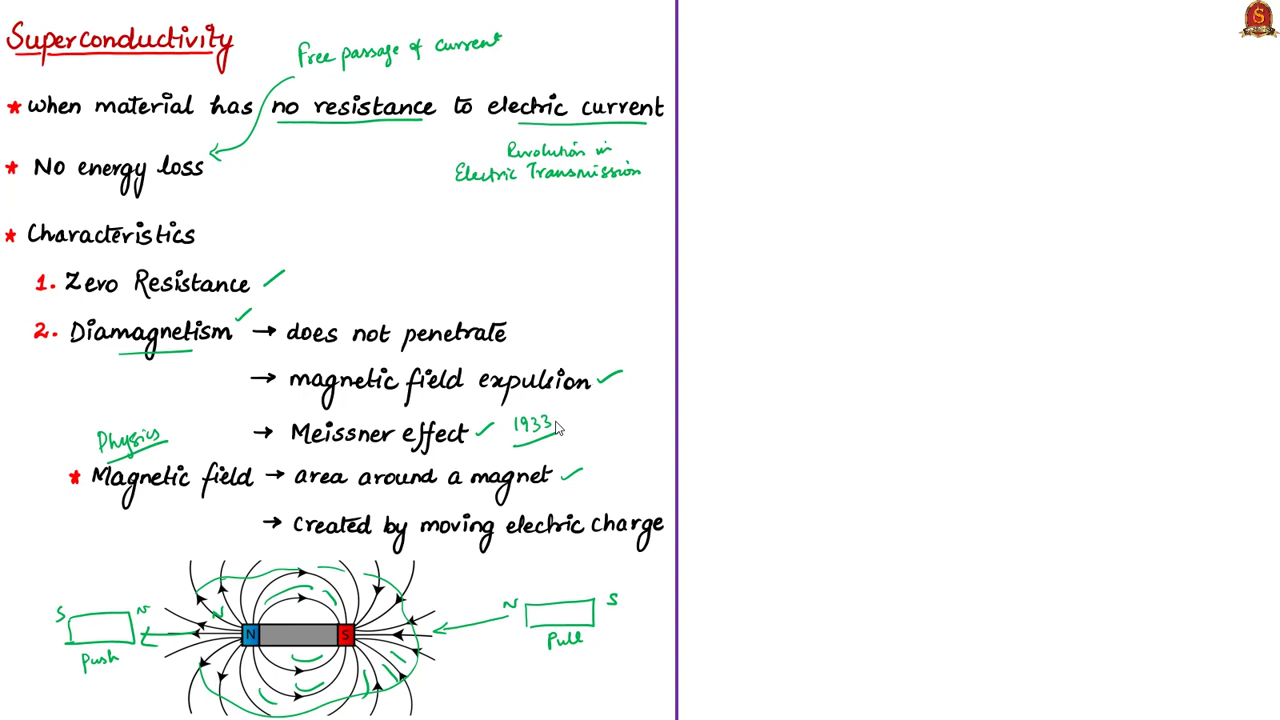 Superconductivity
Free passage of current
* When material has no resistance to electric current
* No energy loss
Revolution in
Electric Transmission
* Characteristics
1. Zero Resistance ✓
2. Diamagnetism ✓ → does not penetrate
→ magnetic field expulsion ✓
→ Meissner effect ✓ 1933
Physics
* Magnetic field → area around a magnet ✓
→ created by moving electric charge
S N N N S
N S
Push Pull